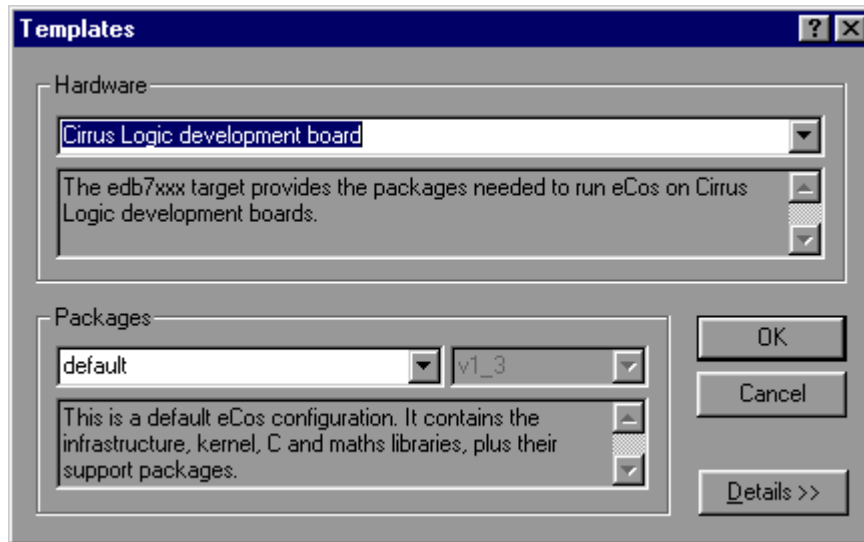 Templates
Hardware
Cirrus Logic development board
The edb7xxx target provides the packages needed to run eCos on Cirrus
Logic development boards.
Packages
default
v1_3
This is a default eCos configuration. It contains the
infrastructure, kernel, C and maths libraries, plus their
support packages.
OK
Cancel
Details >>